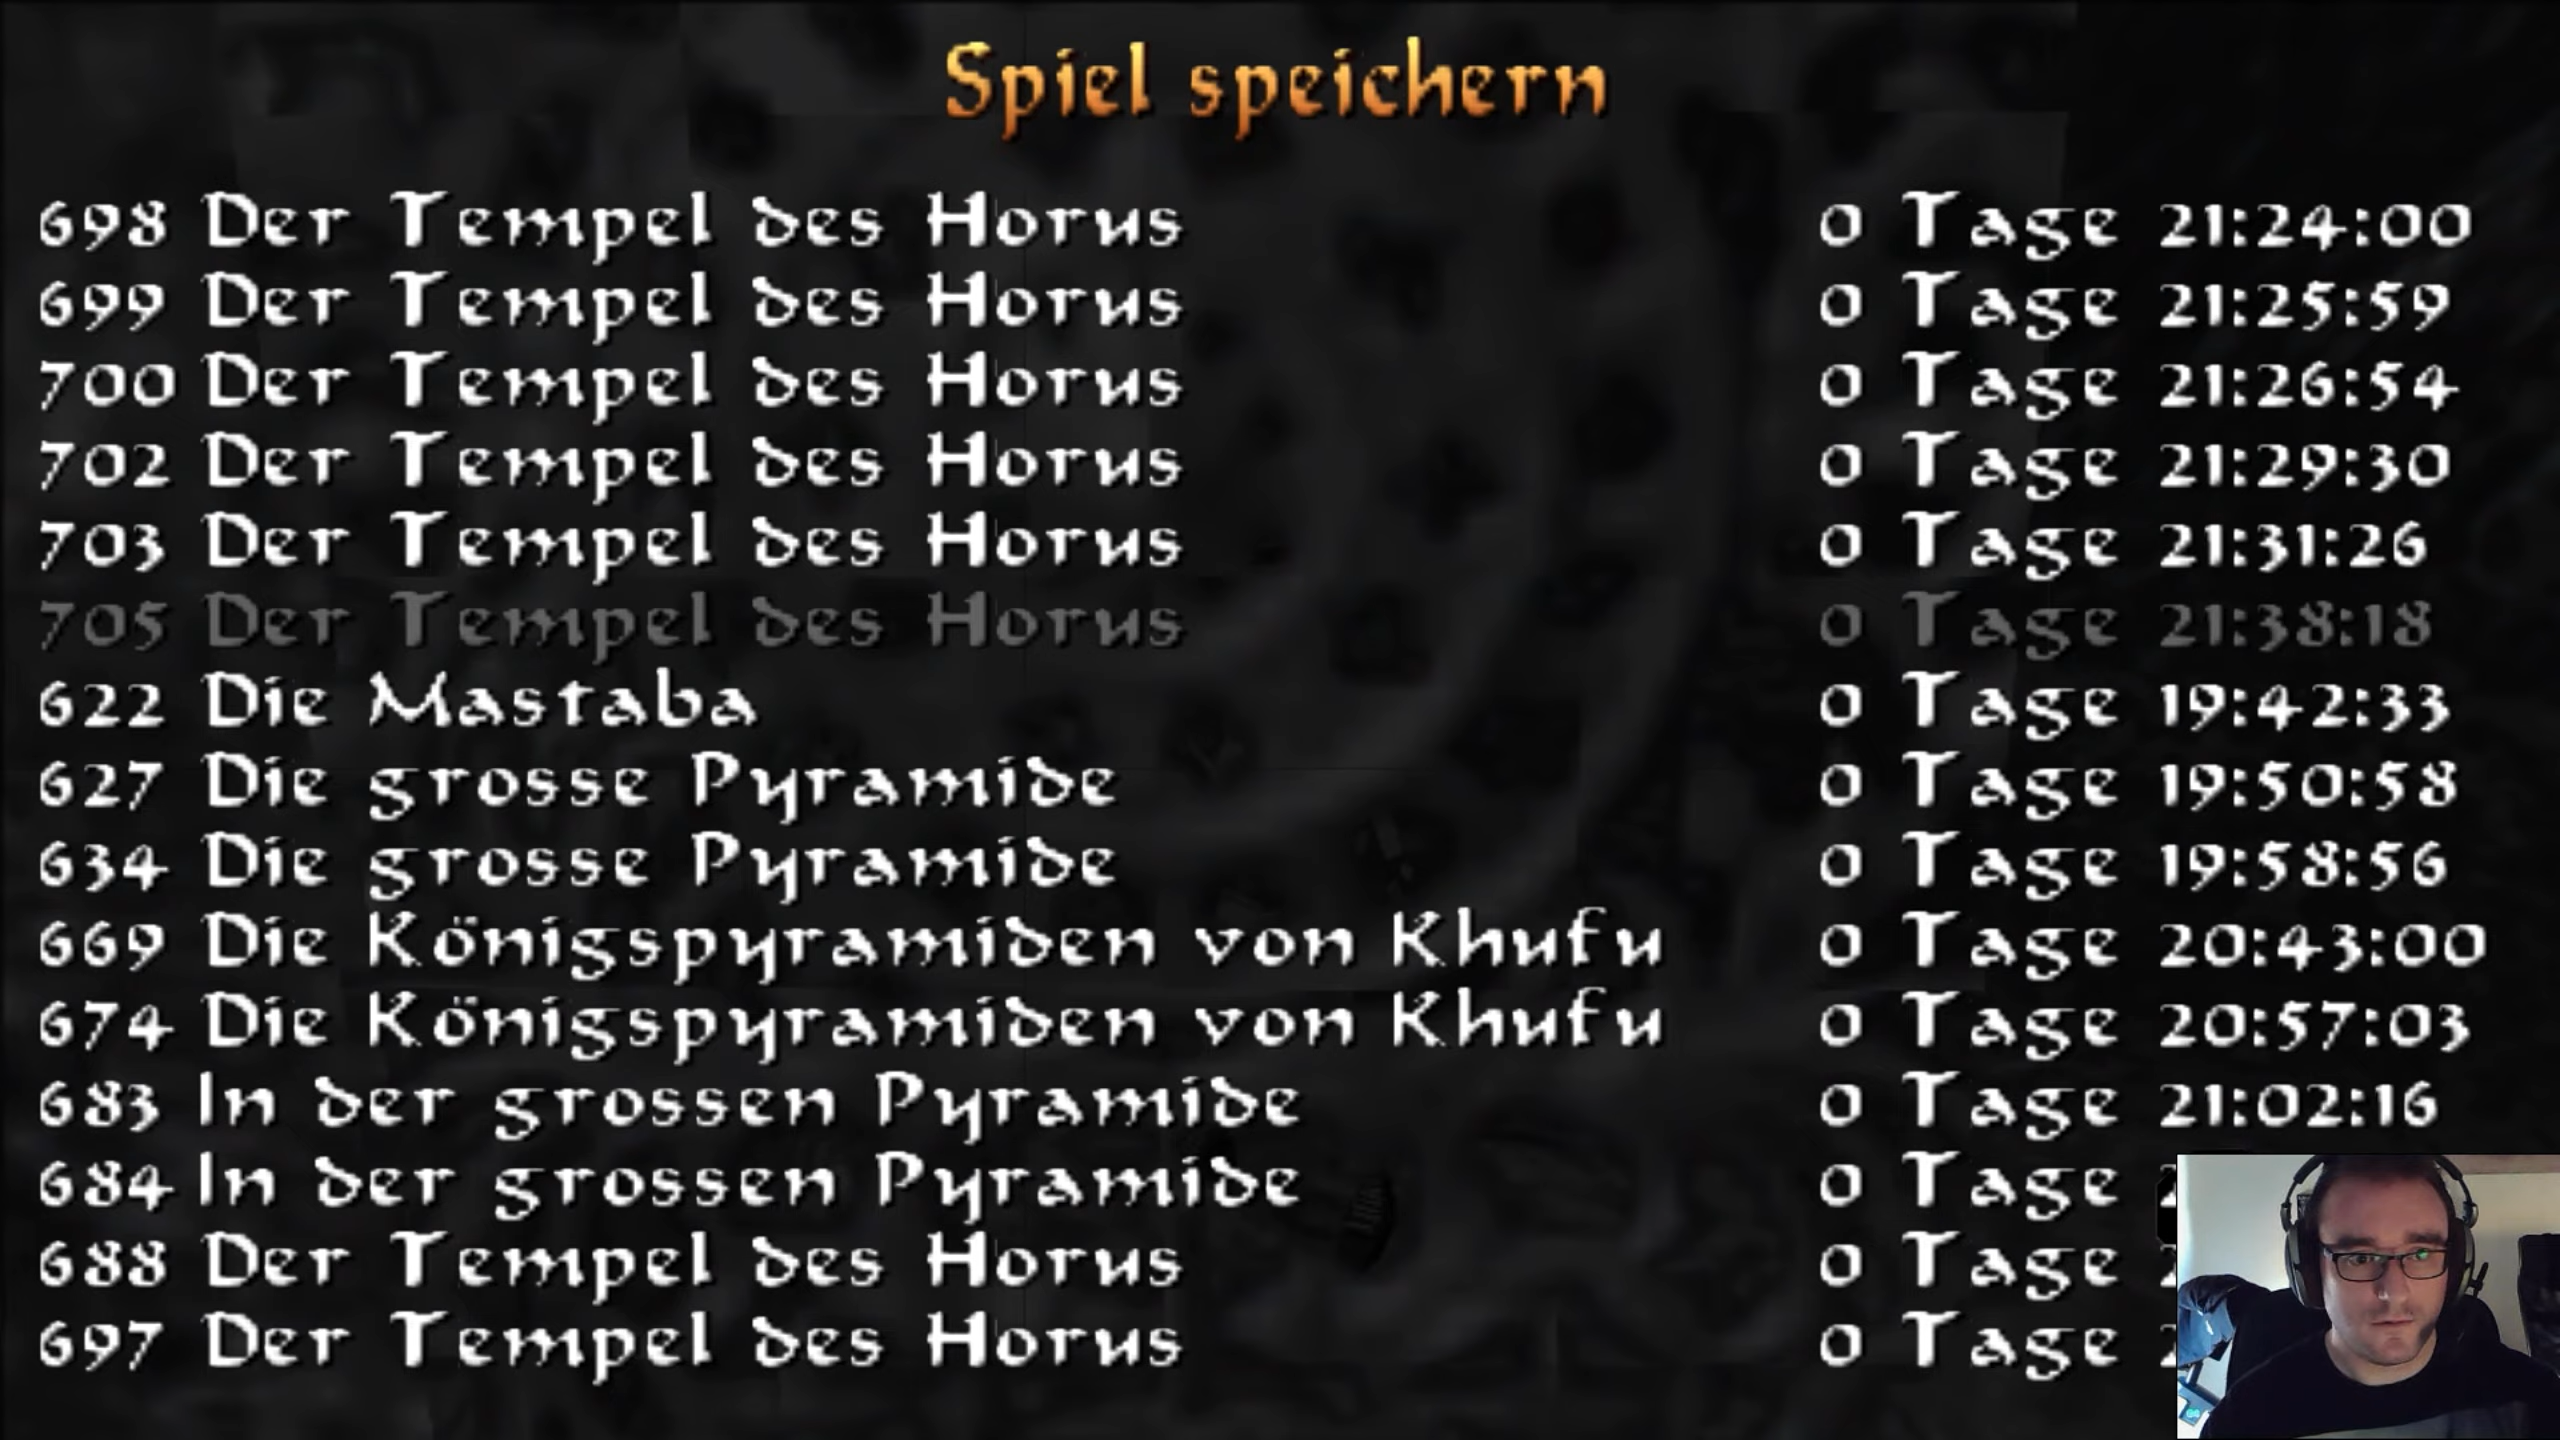 Spiel speichern
698 Der Tempel des Horus 0 Tage 21:24:00
699 Der Tempel des Horus 0 Tage 21:25:59
700 Der Tempel des Horus 0 Tage 21:26:54
702 Der Tempel des Horus 0 Tage 21:29:30
703 Der Tempel des Horus 0 Tage 21:31:26
705 Der Tempel des Horus 0 Tage 21:38:18
622 Die Mastaba 0 Tage 19:42:33
627 Die grosse Pyramide 0 Tage 19:50:58
634 Die grosse Pyramide 0 Tage 19:58:56
669 Die Königspyramiden von Khufu 0 Tage 20:43:00
674 Die Königspyramiden von Khufu 0 Tage 20:57:03
683 In der grossen Pyramide 0 Tage 21:02:16
684 In der grossen Pyramide 0 Tage
688 Der Tempel des Horus 0 Tage
697 Der Tempel des Horus 0 Tage